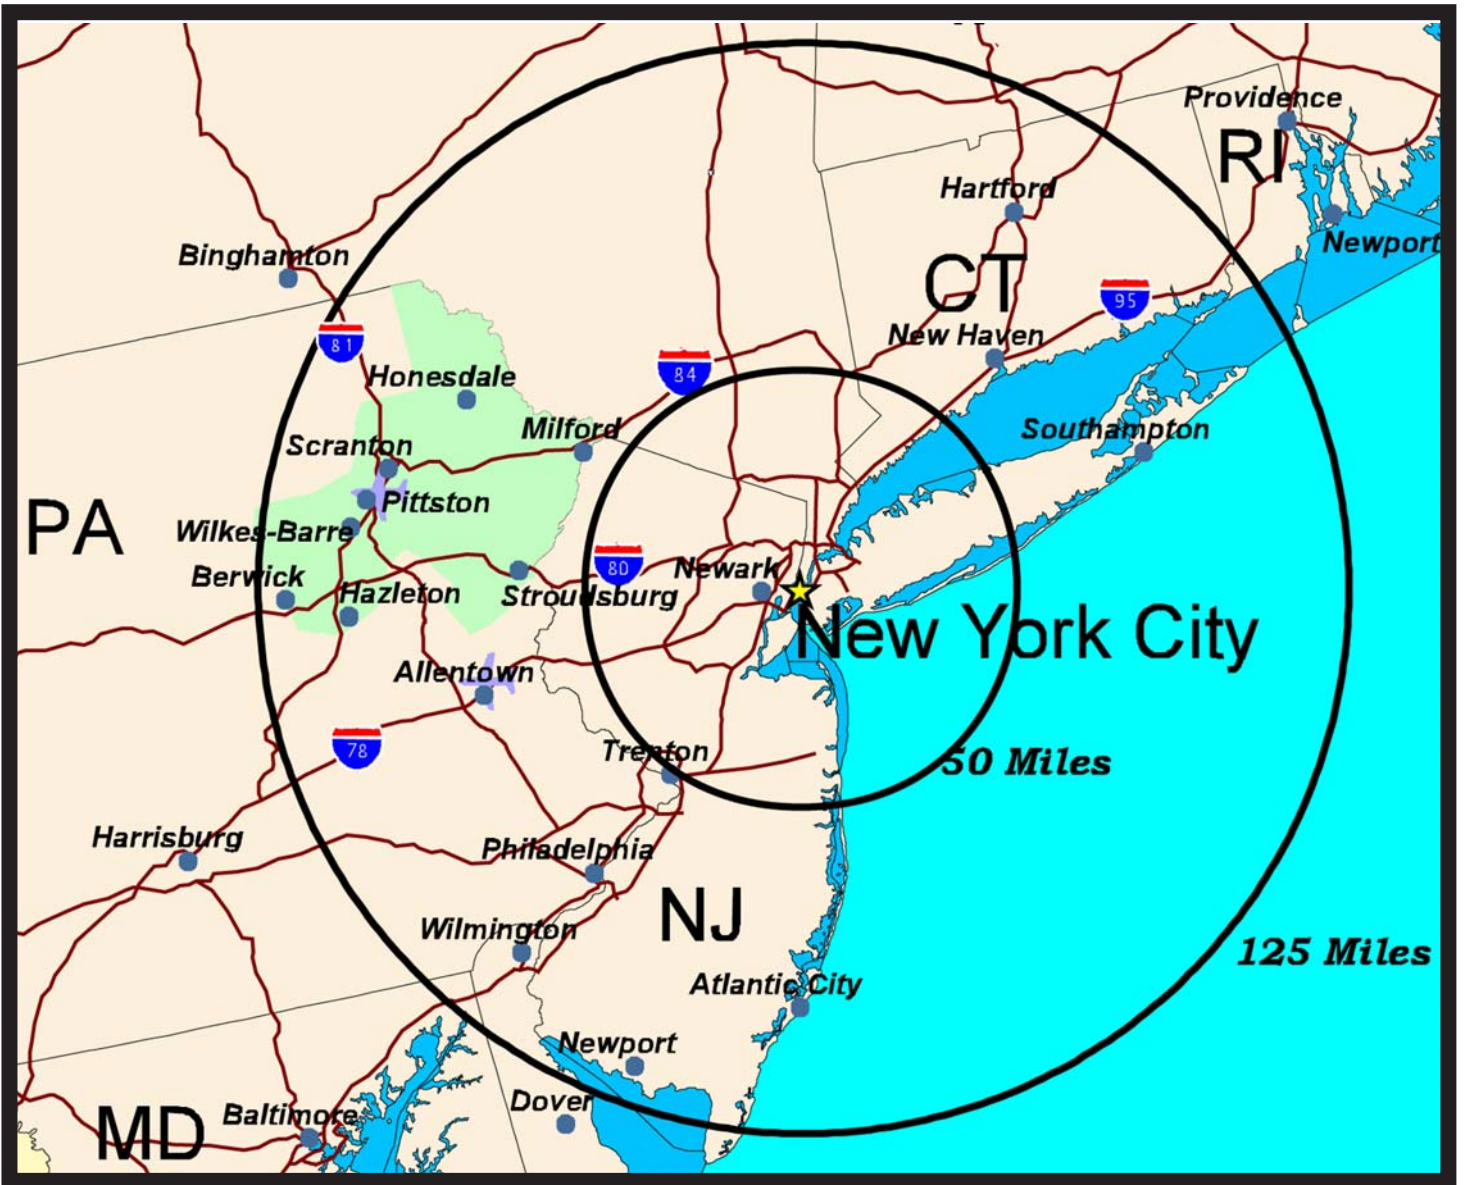 Providence
RI
Hartford
Newport
Binghamton
CT
95
81
New Haven
84
Honesdale
Milford
Southampton
Scranton
Pittston
PA
Wilkes-Barre
80
Newark
Berwick
Hazleton
Stroudsburg
New York City
Allentown
78
Trenton
50 Miles
Harrisburg
Philadelphia
NJ
Wilmington
125 Miles
Atlantic City
Newport
Dover
MD
Baltimore